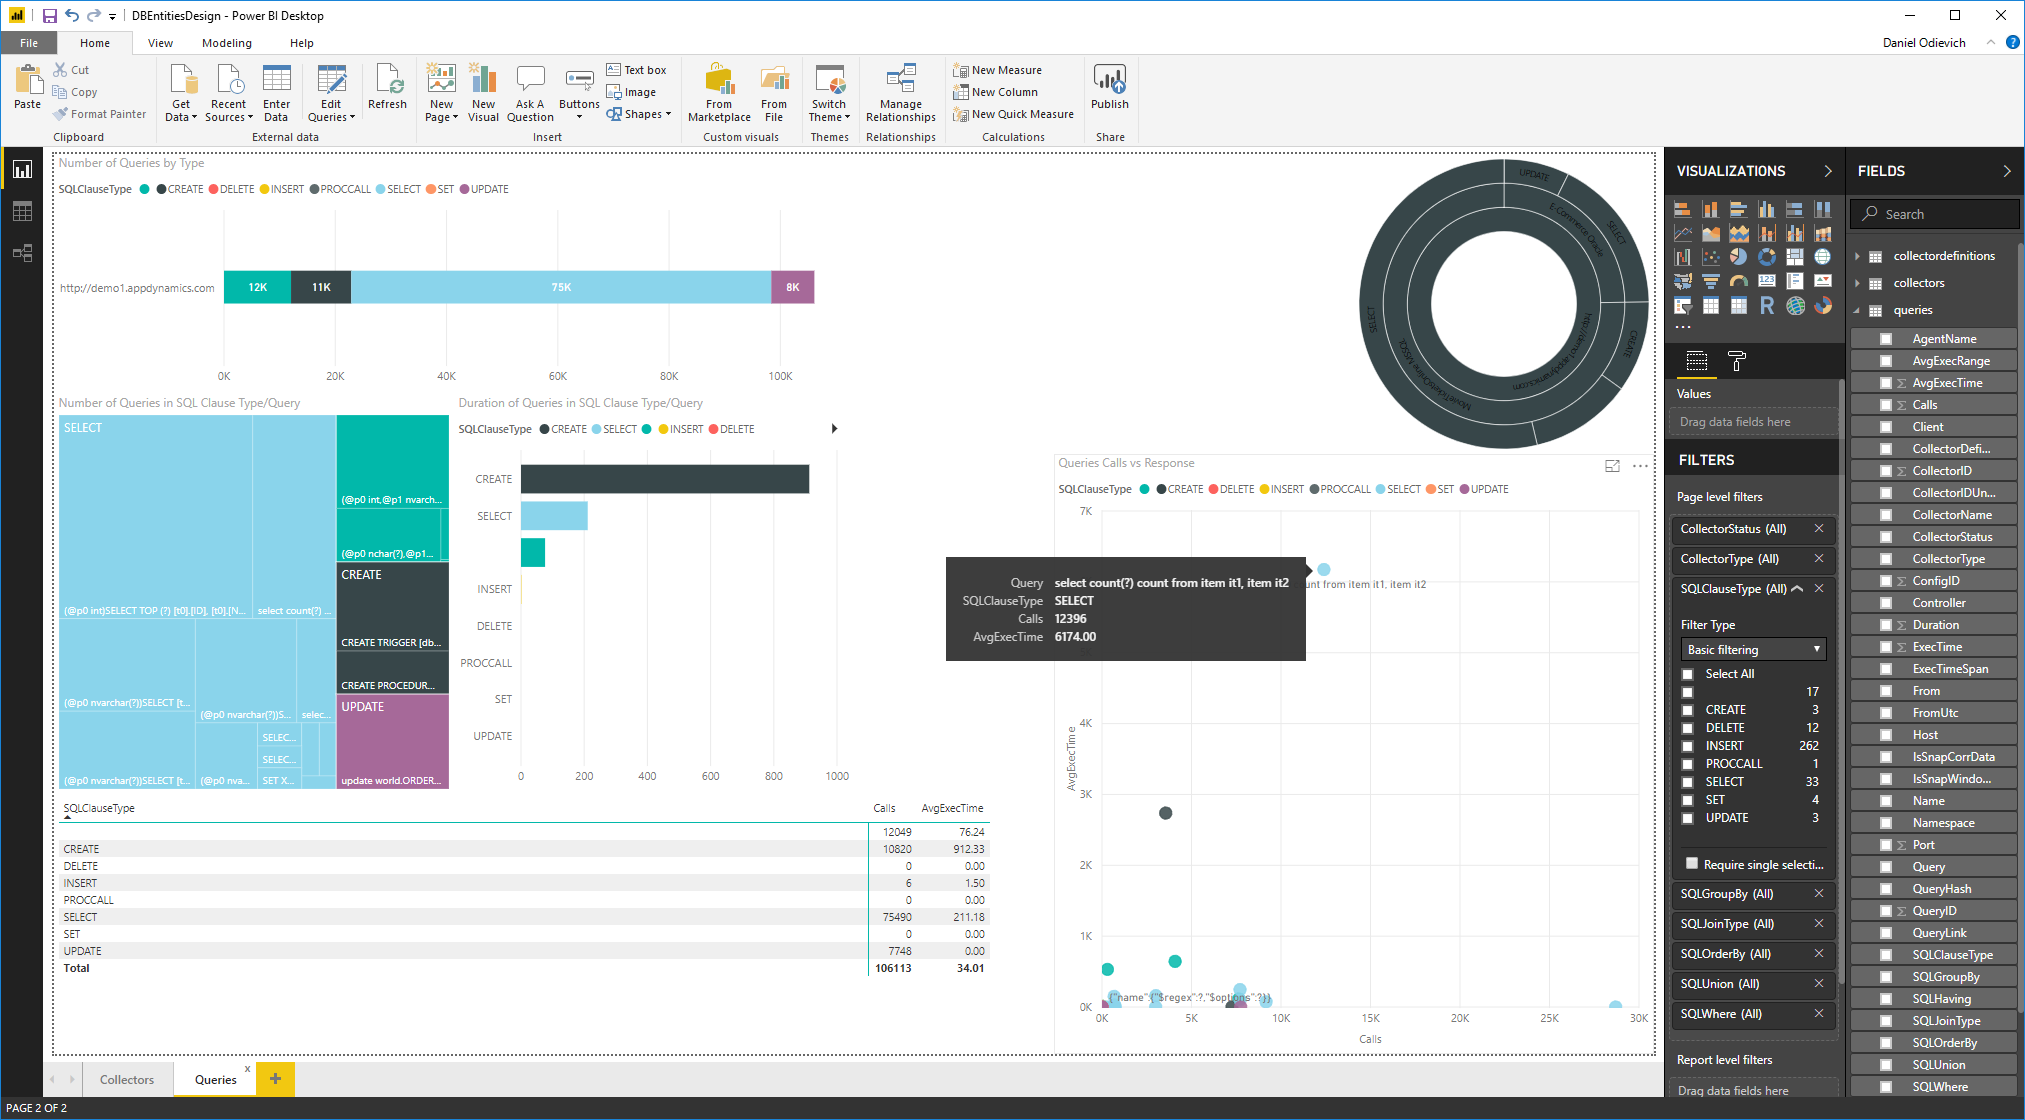 DBEntitiesDesign - Power BI Desktop
File Home View Modeling Help
Daniel Odievich
Paste
Cut
Copy
Format Painter
Clipboard
Get Data
Recent Sources
Enter Data
Edit Queries
Refresh
External data
New Page
New Visual
Ask A Question
Buttons
Text box
Image
Shapes
Insert
From Marketplace
From File
Custom visuals
Switch Theme
Themes
Manage Relationships
Relationships
New Measure
New Column
New Quick Measure
Calculations
Publish
Share
Number of Queries by Type
SQLClauseType CREATE DELETE INSERT PROCCALL SELECT SET UPDATE
http://demo1.appdynamics.com
12K 11K 75K 8K
0K 20K 40K 60K 80K 100K
UPDATE
SELECT
E-Commerce Oracle
CREATE
http://demo1.appdynamics.com
MovieTicketsOnline MSSQL
SELECT
Number of Queries in SQL Clause Type/Query
SELECT
(@p0 int)SELECT TOP (?) [t0].[ID], [t0].[N...
select count(?) ...
(@p0 nvarchar(?))SELECT [t...
(@p0 nvarchar(?))S...
selec...
(@p0 nvarchar(?))SELECT [t...
(@p0 nva...
SELEC...
SELEC...
SET X...
(@p0 int,@p1 nvarch...
(@p0 nchar(?),@p1...
CREATE
CREATE TRIGGER [db...
CREATE PROCEDUR...
UPDATE
update world.ORDER...
Duration of Queries in SQL Clause Type/Query
SQLClauseType CREATE SELECT INSERT DELETE
CREATE
SELECT
INSERT
DELETE
PROCCALL
SET
UPDATE
0 200 400 600 800 1000
SQLClauseType Calls AvgExecTime
12049 76.24
CREATE 10820 912.33
DELETE 0 0.00
INSERT 6 1.50
PROCCALL 0 0.00
SELECT 75490 211.18
SET 0 0.00
UPDATE 7748 0.00
Total 106113 34.01
Queries Calls vs Response
SQLClauseType CREATE DELETE INSERT PROCCALL SELECT SET UPDATE
7K
unt from item it1, item it2
Query select count(?) count from item it1, item it2
SQLClauseType SELECT
Calls 12396
AvgExecTime 6174.00
4K
AvgExecTime
3K
2K
1K
0K
{"name":{"$regex":?,"$options":?}}
0K 5K 10K 15K 20K 25K 30K
Calls
VISUALIZATIONS
Values
Drag data fields here
FILTERS
Page level filters
CollectorStatus (All)
CollectorType (All)
SQLClauseType (All)
Filter Type
Basic filtering
Select All
17
CREATE 3
DELETE 12
INSERT 262
PROCCALL 1
SELECT 33
SET 4
UPDATE 3
Require single selecti...
SQLGroupBy (All)
SQLJoinType (All)
SQLOrderBy (All)
SQLUnion (All)
SQLWhere (All)
Report level filters
Drag data fields here
FIELDS
Search
collectordefinitions
collectors
queries
AgentName
AvgExecRange
AvgExecTime
Calls
Client
CollectorDefi...
CollectorID
CollectorIDUn...
CollectorName
CollectorStatus
CollectorType
ConfigID
Controller
Duration
ExecTime
ExecTimeSpan
From
FromUtc
Host
IsSnapCorrData
IsSnapWindo...
Name
Namespace
Port
Query
QueryHash
QueryID
QueryLink
SQLClauseType
SQLGroupBy
SQLHaving
SQLJoinType
SQLOrderBy
SQLUnion
SQLWhere
Collectors
Queries
PAGE 2 OF 2